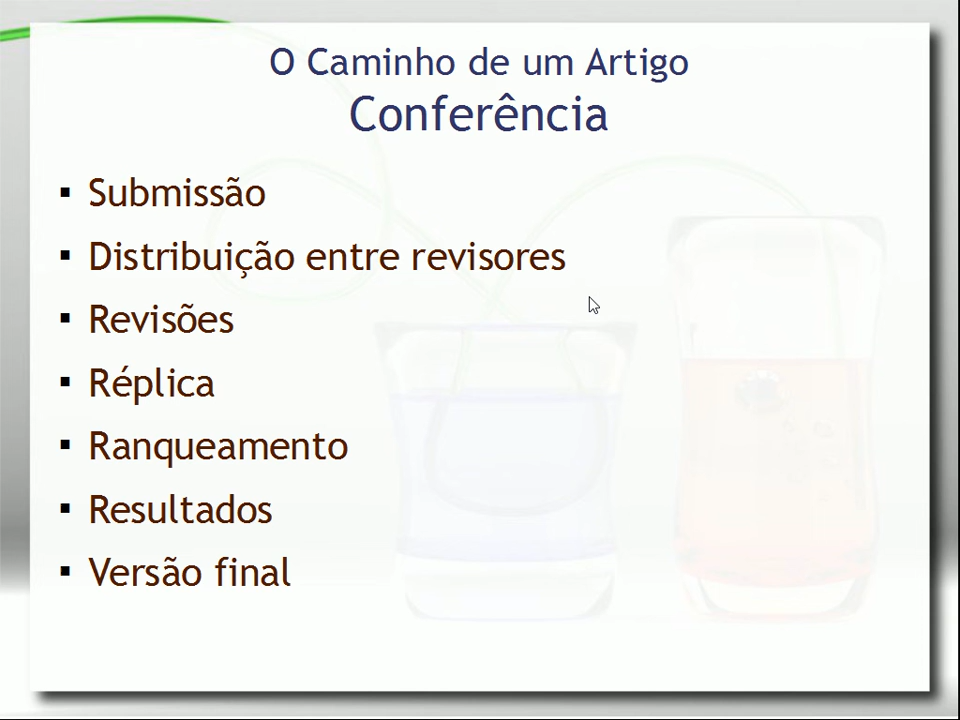 O Caminho de um Artigo
Conferência
▪ Submissão
▪ Distribuição entre revisores
▪ Revisões
▪ Réplica
▪ Ranqueamento
▪ Resultados
▪ Versão final